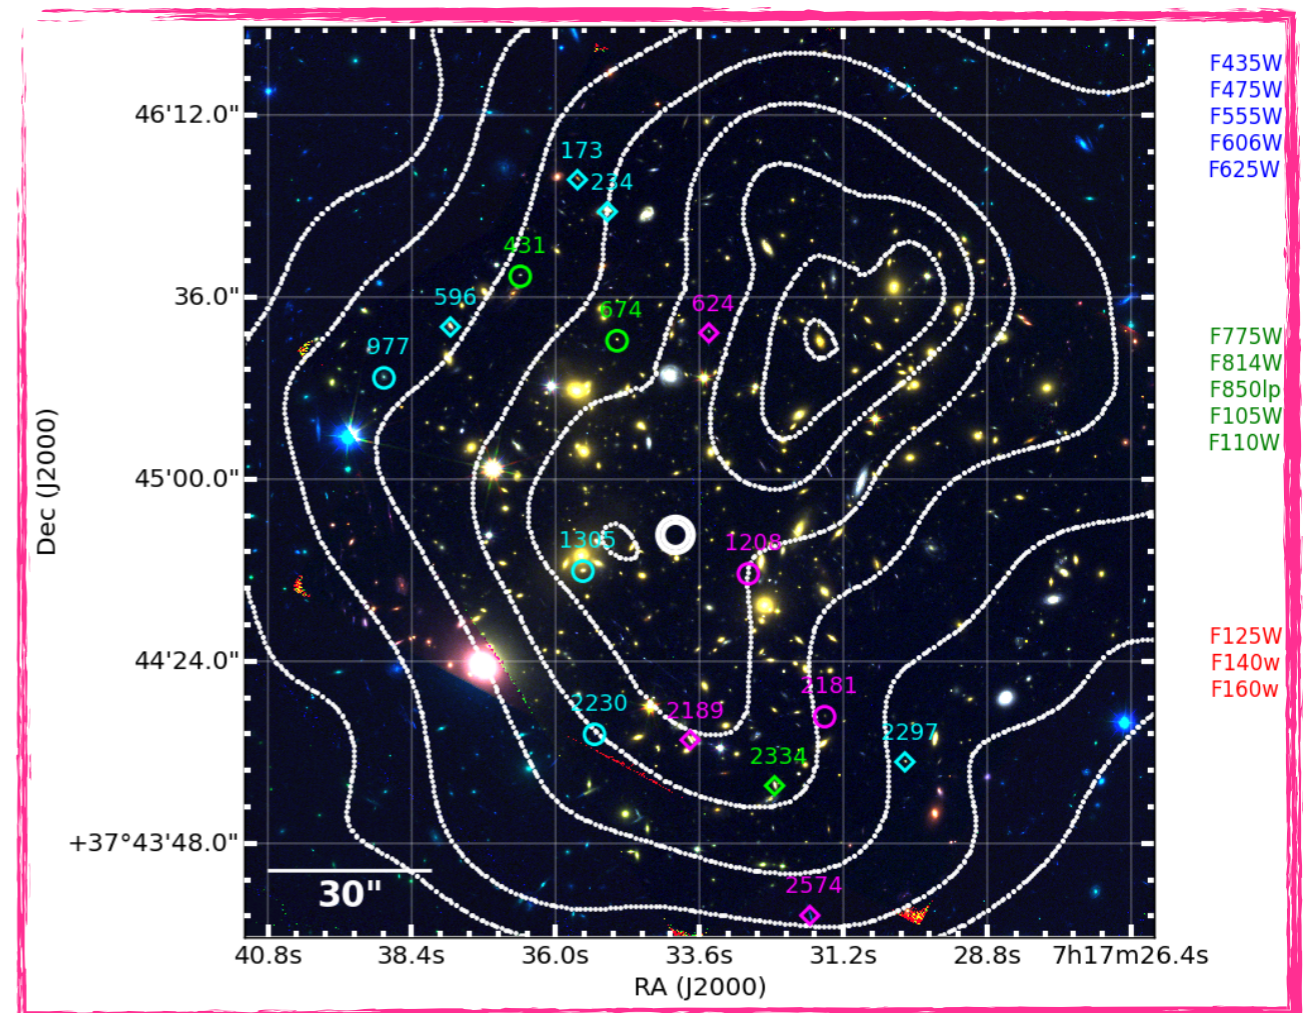 F435W
F475W
F555W
F606W
F625W
46'12.0"
173
234
431
36.0"
596
674
624
F775W
F814W
F850lp
F105W
F110W
977
Dec (J2000)
45'00.0"
1305
1208
44'24.0"
F125W
F140w
F160w
2181
2230
2189
2297
2334
+37°43'48.0"
30"
2574
40.8s 38.4s 36.0s 33.6s 31.2s 28.8s 7h17m26.4s
RA (J2000)